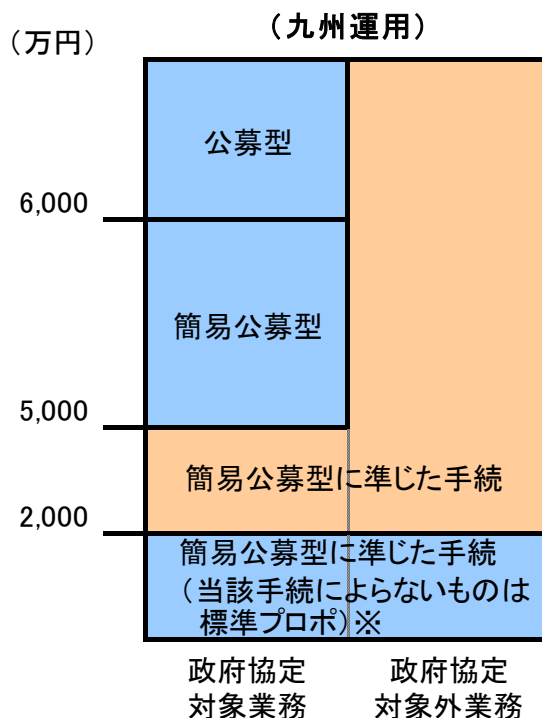 （九州運用）
（万円）
公募型
6,000
簡易公募型
5,000
簡易公募型に準じた手続
2,000
簡易公募型に準じた手続
（当該手続によらないものは
標準プロポ）※
政府協定
対象業務
政府協定
対象外業務